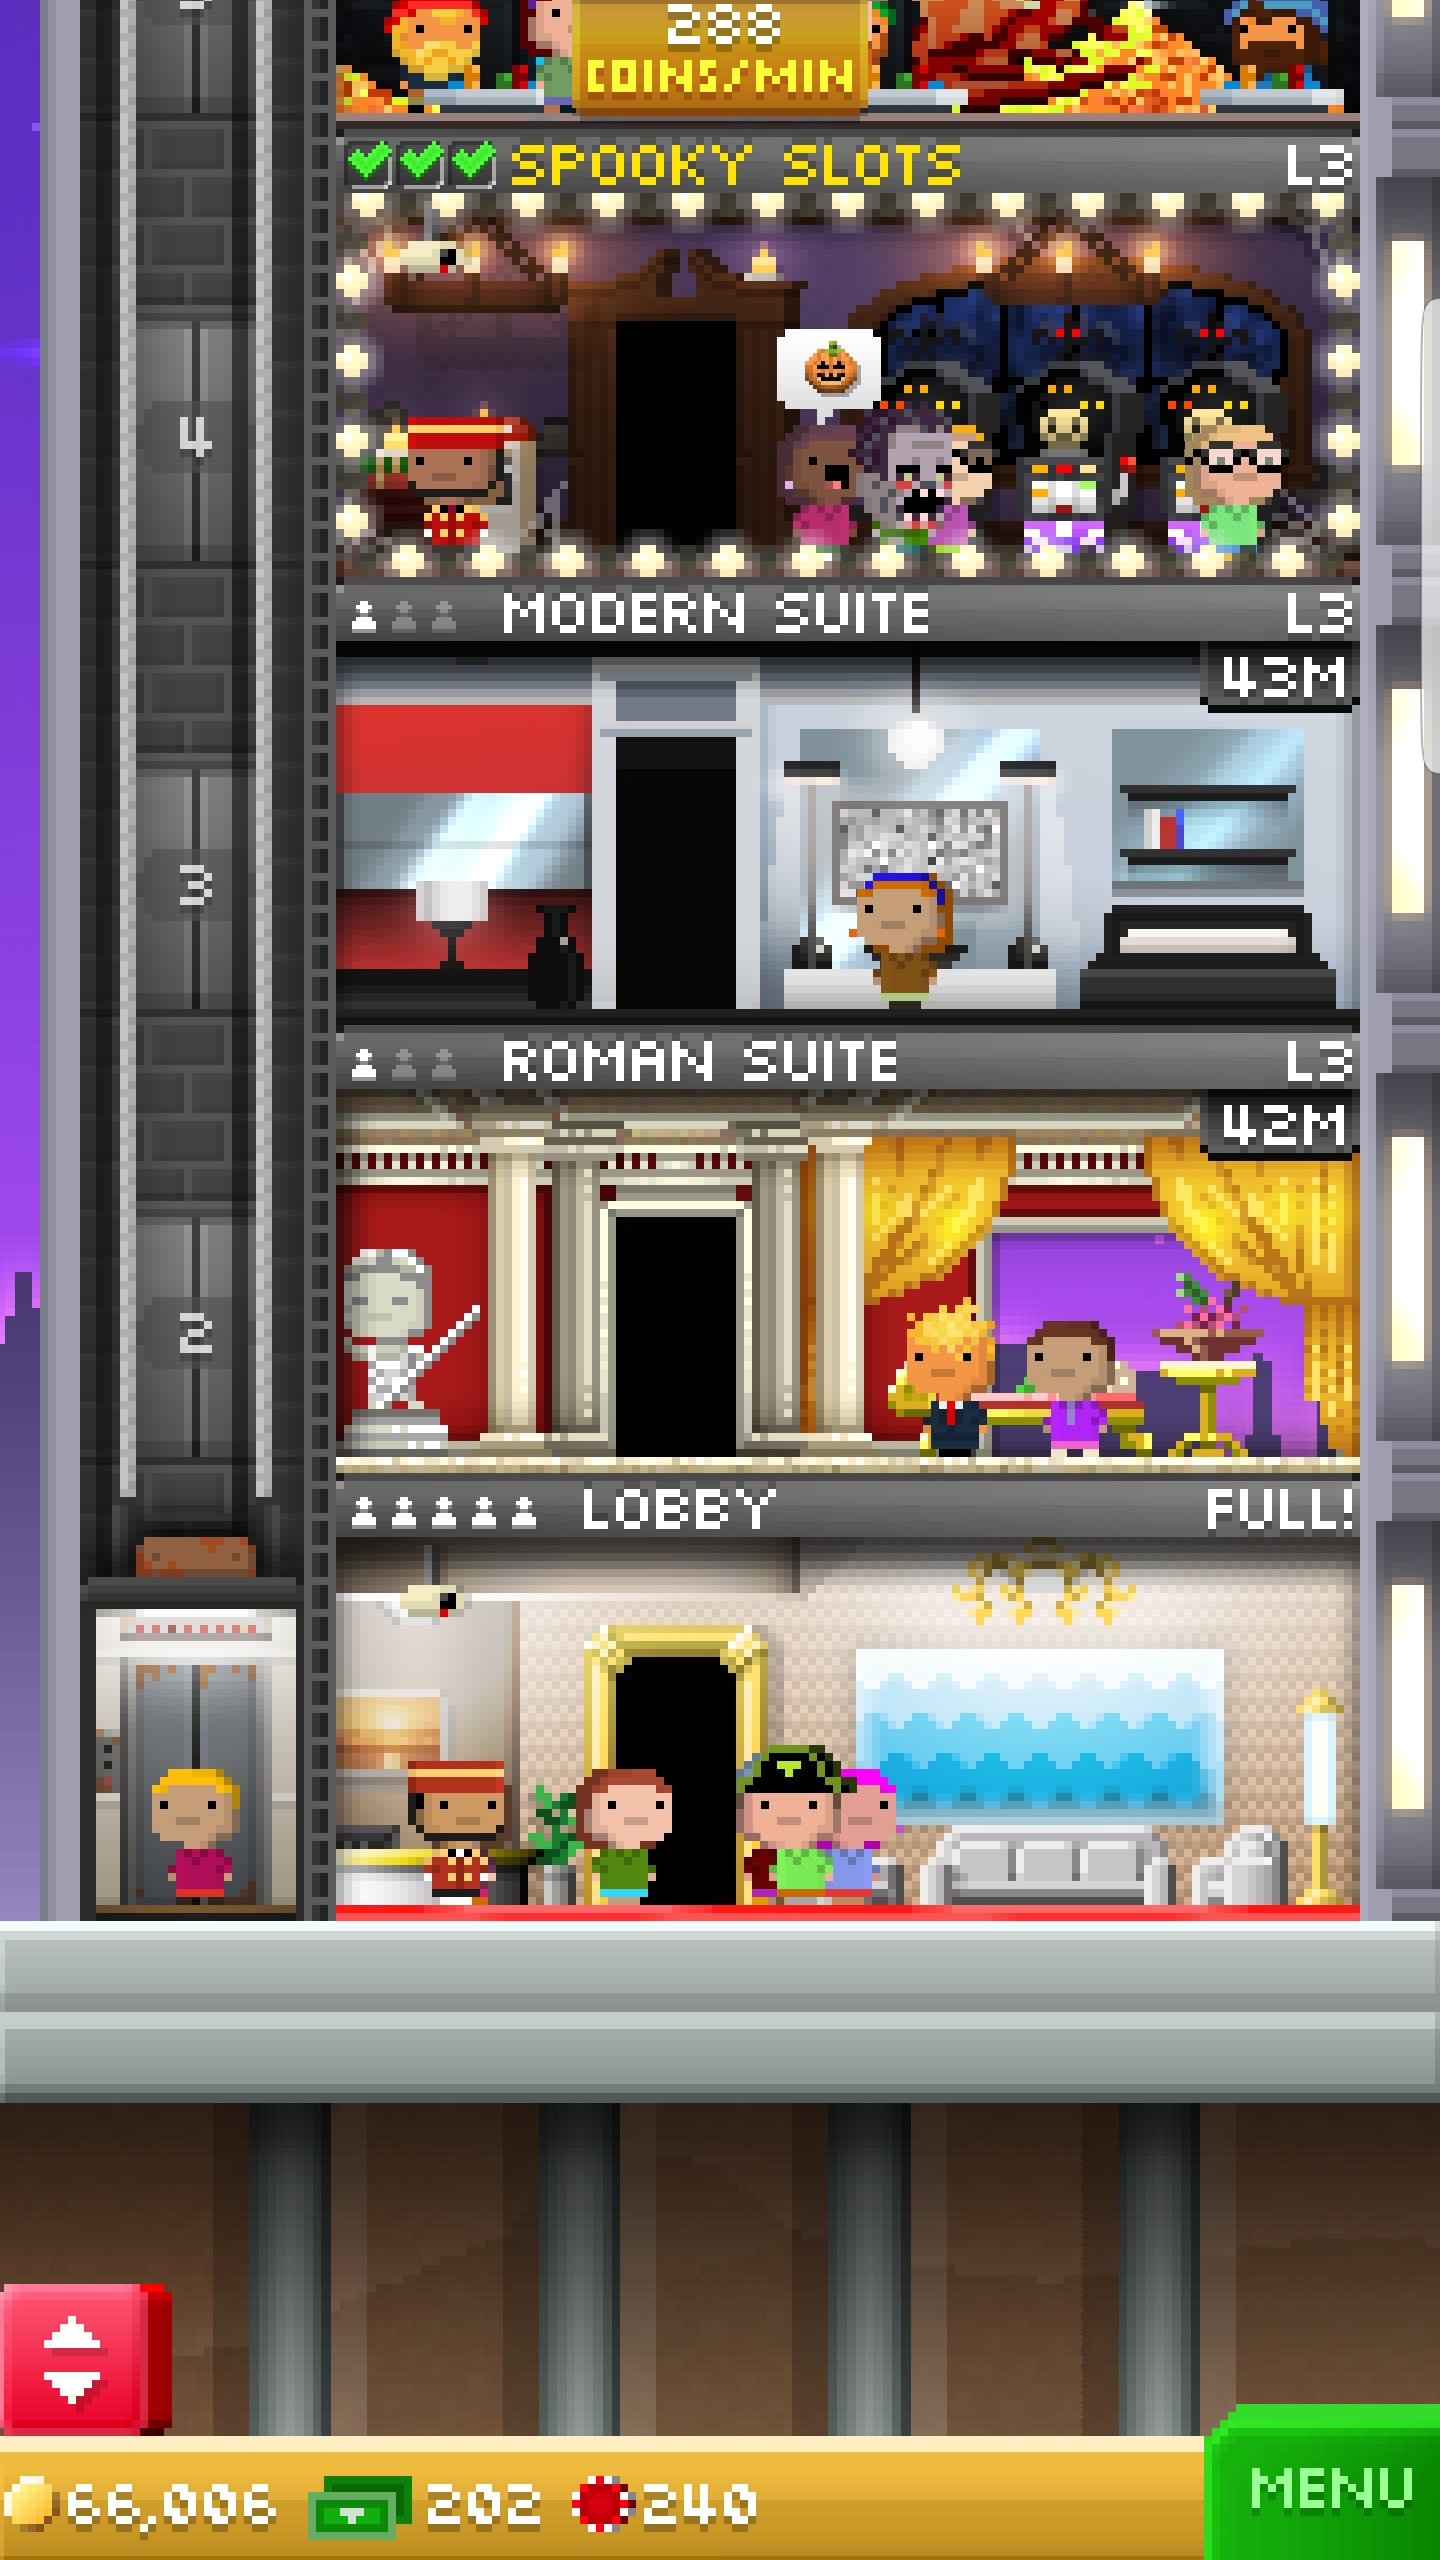 288
COINS/MIN
SPOOKY SLOTS L3
4
MODERN SUITE L3
43M
3
ROMAN SUITE L3
42M
2
LOBBY FULL!
66,006 202 240
MENU